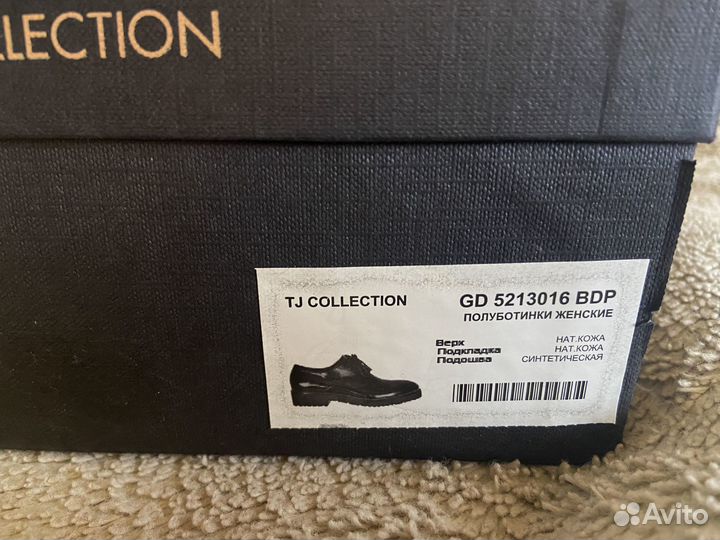 LLECTION
TJ COLLECTION
GD 5213016 BDP
ПОЛУБОТИНКИ ЖЕНСКИЕ
Верх НАТ.КОЖА
Подкладка НАТ.КОЖА
Подошва СИНТЕТИЧЕСКАЯ
Avito